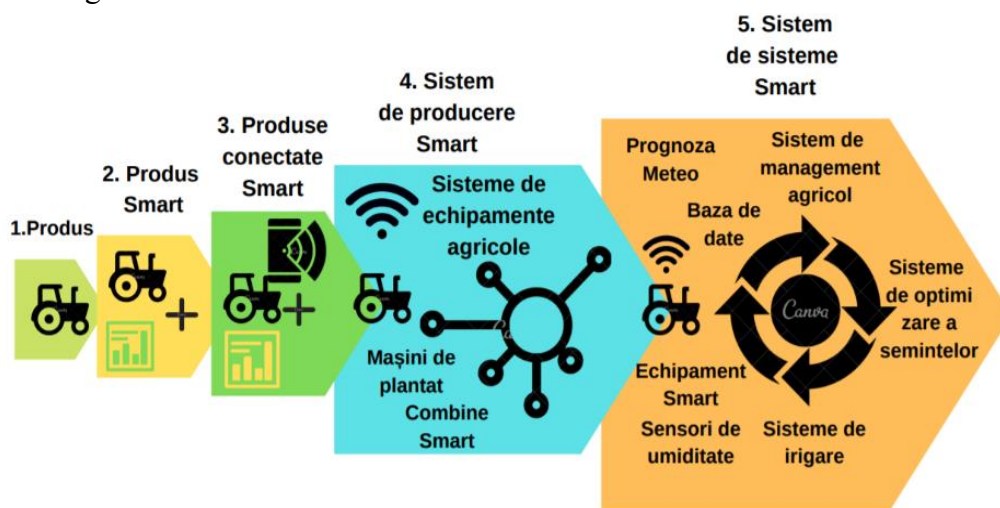 1.Produs
2. Produs
Smart
3. Produse
conectate
Smart
4. Sistem
de producere
Smart
Sisteme de
echipamente
agricole
Mașini de
plantat
Combine
Smart
5. Sistem
de sisteme
Smart
Prognoza
Meteo
Sistem de
management
agricol
Baza de
date
Sisteme
de optimi
zare a
semintelor
Canva
Echipament
Smart
Sensori de
umiditate
Sisteme de
irigare